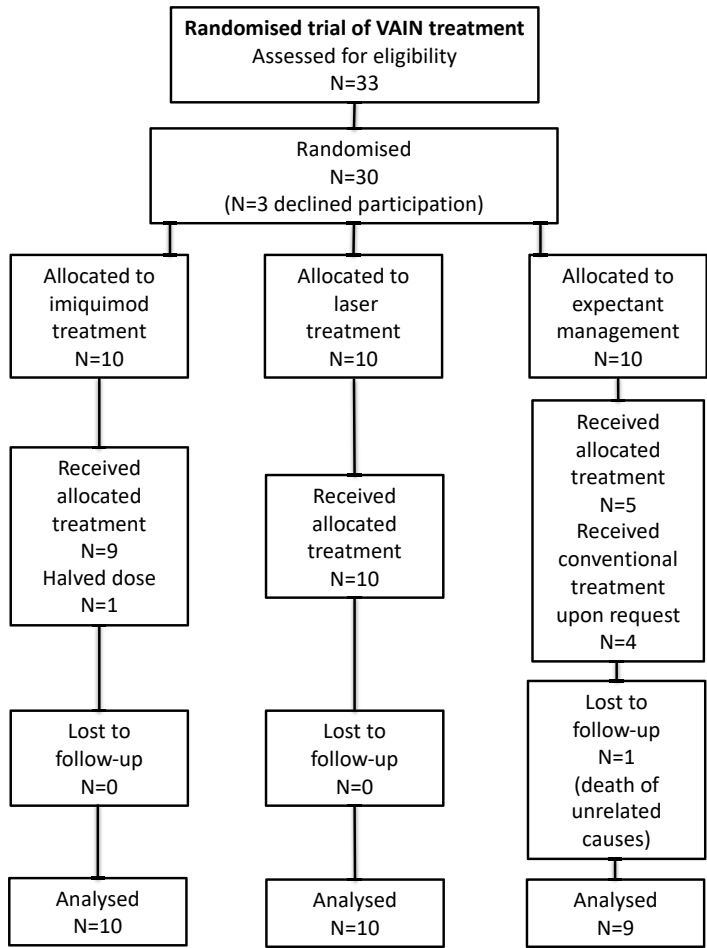 Randomised trial of VAIN treatment
Assessed for eligibility
N=33
Randomised
N=30
(N=3 declined participation)
Allocated to
imiquimod
treatment
N=10
Allocated to
laser
treatment
N=10
Allocated to
expectant
management
N=10
Received
allocated
treatment
N=9
Halved dose
N=1
Received
allocated
treatment
N=10
Received
allocated
treatment
N=5
Received
conventional
treatment
upon request
N=4
Lost to
follow-up
N=0
Lost to
follow-up
N=0
Lost to
follow-up
N=1
(death of
unrelated
causes)
Analysed
N=10
Analysed
N=10
Analysed
N=9